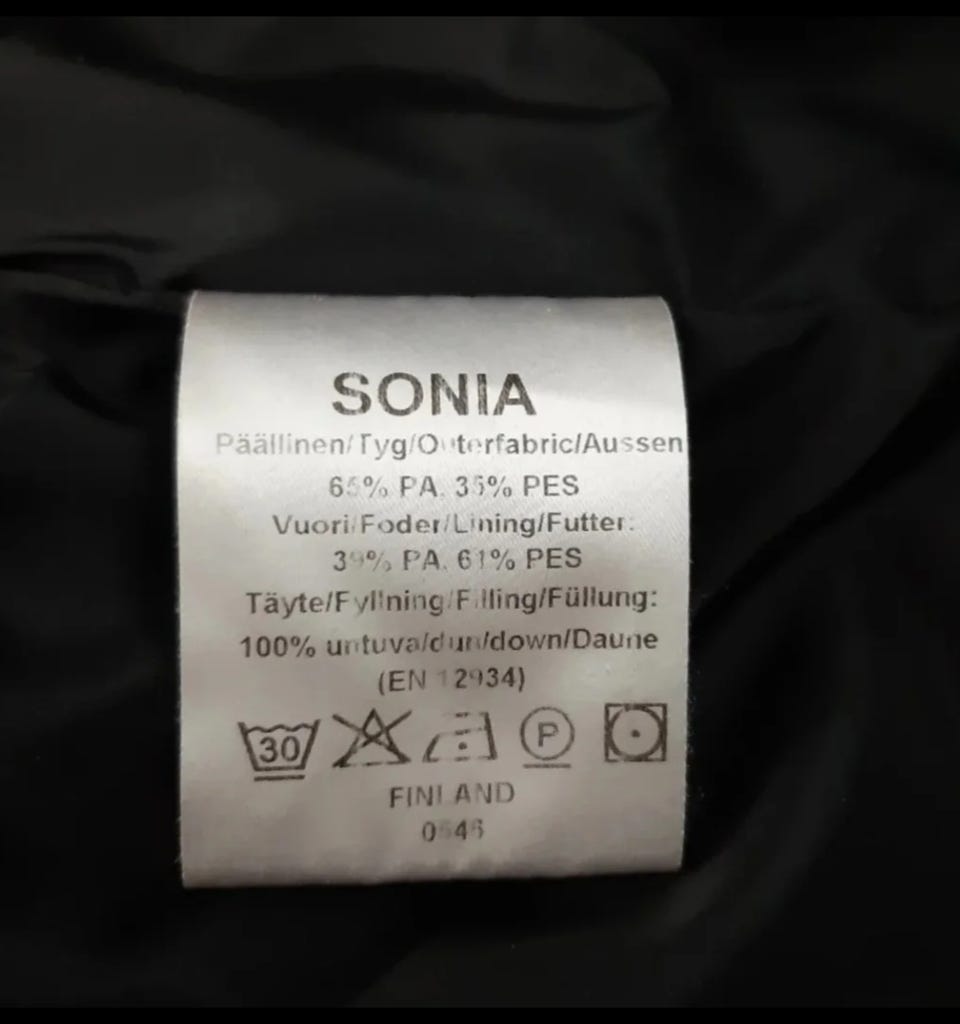 SONIA
Päällinen/Tyg/Outerfabric/Aussen
65% PA. 35% PES
Vuori/Foder/Lining/Futter:
39% PA. 61% PES
Täyte/Fyllning/Filling/Füllung:
100% untuva/dun/down/Daune
(EN 12934)
30 P
FINLAND